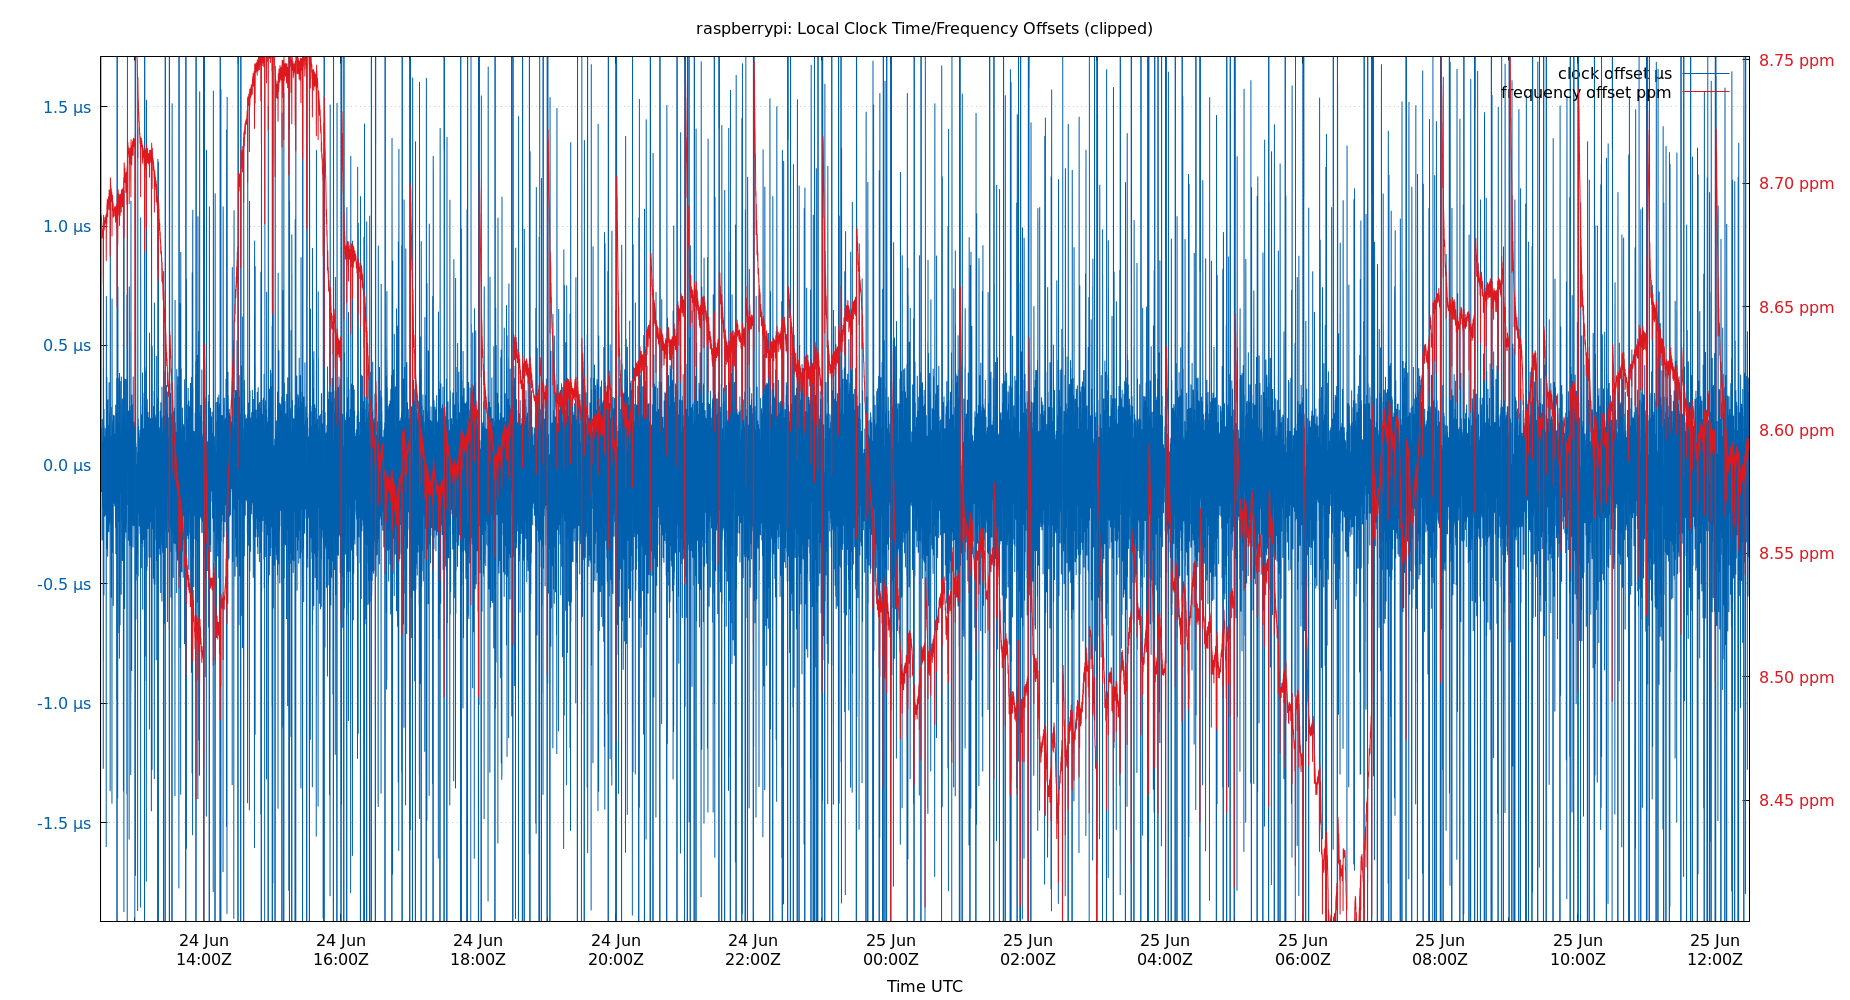 raspberrypi: Local Clock Time/Frequency Offsets (clipped)
clock offset µs
frequency offset ppm
1.5 µs
1.0 µs
0.5 µs
0.0 µs
-0.5 µs
-1.0 µs
-1.5 µs
8.75 ppm
8.70 ppm
8.65 ppm
8.60 ppm
8.55 ppm
8.50 ppm
8.45 ppm
24 Jun 24 Jun 24 Jun 24 Jun 24 Jun 25 Jun 25 Jun 25 Jun 25 Jun 25 Jun 25 Jun 25 Jun
14:00Z 16:00Z 18:00Z 20:00Z 22:00Z 00:00Z 02:00Z 04:00Z 06:00Z 08:00Z 10:00Z 12:00Z
Time UTC